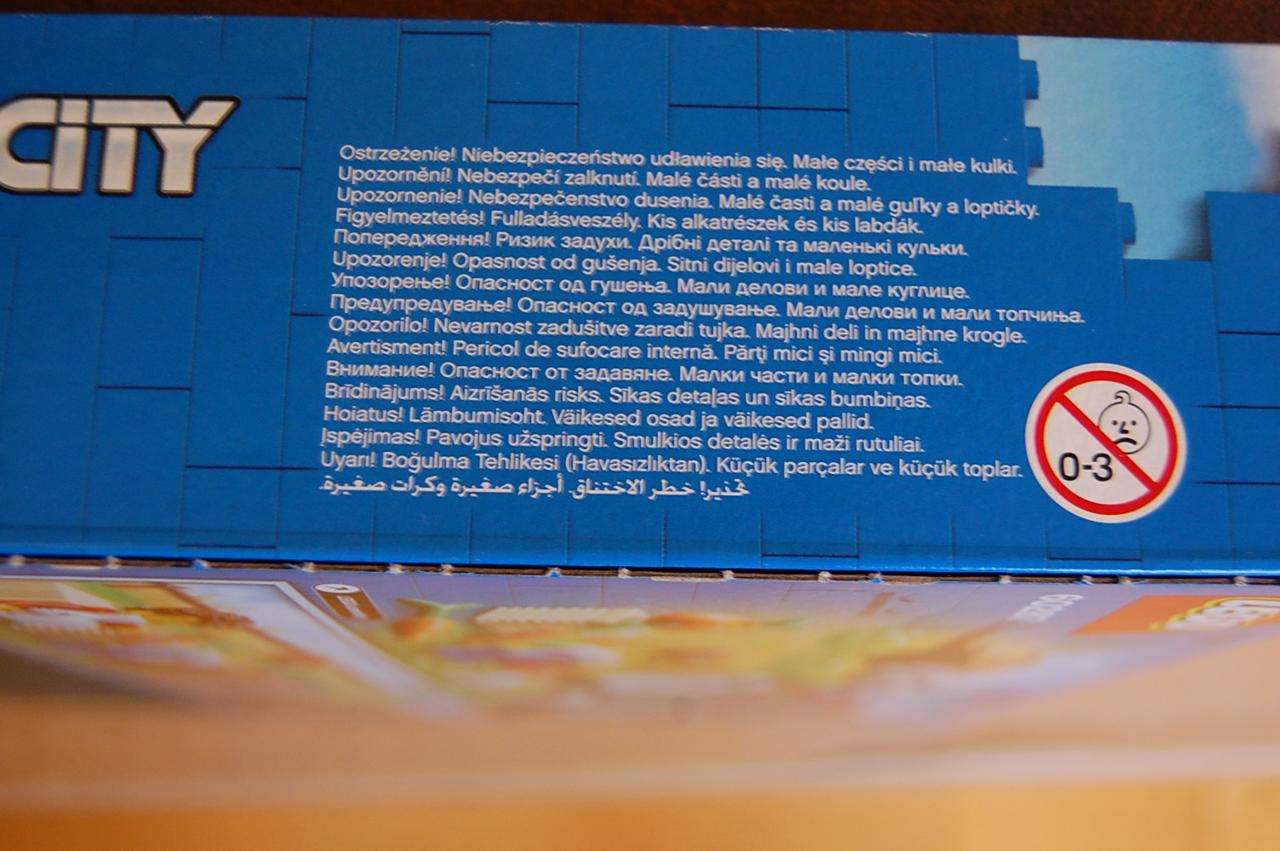 CITY
Ostrzeżenie! Niebezpieczeństwo udławienia się. Małe części i małe kulki.
Upozornění! Nebezpečí zalknutí. Malé části a malé koule.
Upozornenie! Nebezpečenstvo dusenia. Malé časti a malé guľky a loptičky.
Figyelmeztetés! Fulladásveszély. Kis alkatrészek és kis labdák.
Попередження! Ризик задухи. Дрібні деталі та маленькі кульки.
Upozorenje! Opasnost od gušenja. Sitni dijelovi i male loptice.
Упозорење! Опасност од гушења. Мали делови и мале куглице.
Предупредување! Опасност од задушување. Мали делови и мали топчиња.
Opozorilo! Nevarnost zadušitve zaradi tujka. Majhni deli in majhne krogle.
Avertisment! Pericol de sufocare internă. Părţi mici şi mingi mici.
Внимание! Опасност от задавяне. Малки части и малки топки.
Brīdinājums! Aizrīšanās risks. Sīkas detaļas un sīkas bumbiņas.
Hoiatus! Lämbumisoht. Väikesed osad ja väikesed pallid.
Įspėjimas! Pavojus užspringti. Smulkios detalės ir maži rutuliai.
Uyarı! Boğulma Tehlikesi (Havasızlıktan). Küçük parçalar ve küçük toplar.
تحذير! خطر الاختناق. أجزاء صغيرة وكرات صغيرة.
0-3